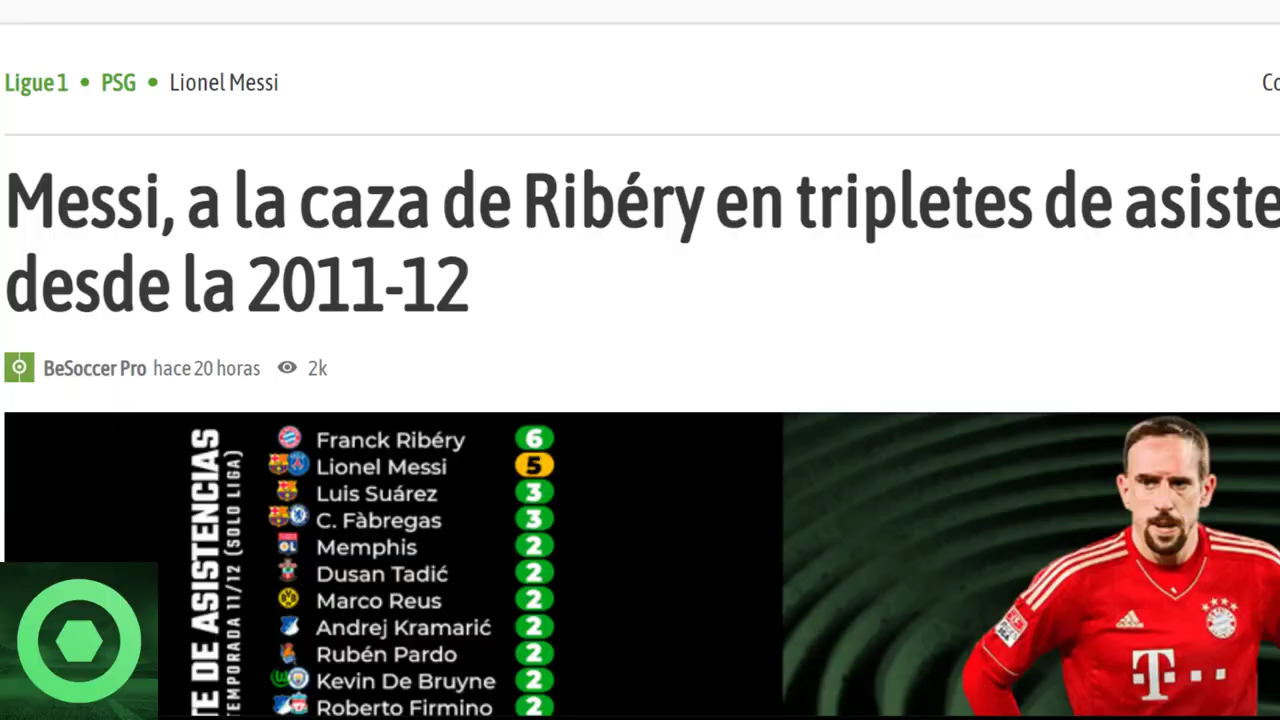 Ligue 1 • PSG • Lionel Messi
Messi, a la caza de Ribéry en tripletes de
desde la 2011-12
BeSoccer Pro hace 20 horas 2k
DE ASISTENCIAS
TEMPORADA 11/12 (SOLO LIGA)
Franck Ribéry 6
Lionel Messi 5
Luis Suárez 3
C. Fàbregas 3
Memphis 2
Dusan Tadić 2
Marco Reus 2
Andrej Kramarić 2
Rubén Pardo 2
Kevin De Bruyne 2
Roberto Firmino 2